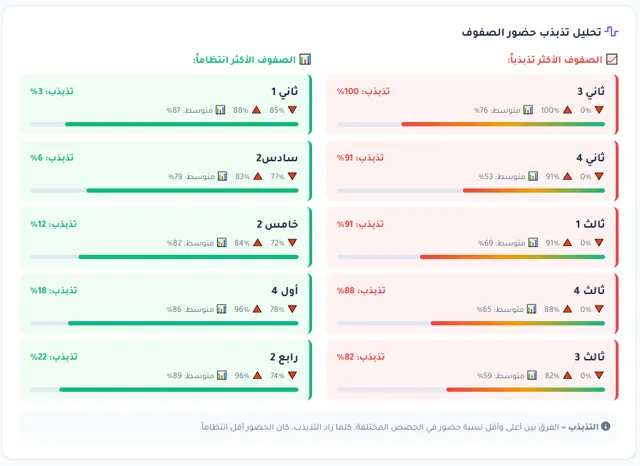 تحليل تذبذب حضور الصفوف
الصفوف الأكثر تذبذباً:
ثاني 3
تذبذب: 100%
0% 100% متوسط: 76%
ثاني 4
تذبذب: 91%
0% 91% متوسط: 53%
ثالث 1
تذبذب: 91%
0% 91% متوسط: 69%
ثالث 4
تذبذب: 88%
0% 88% متوسط: 65%
ثالث 3
تذبذب: 82%
0% 82% متوسط: 59%
الصفوف الأكثر انتظاماً:
ثاني 1
تذبذب: 3%
85% 88% متوسط: 87%
سادس2
تذبذب: 6%
77% 83% متوسط: 79%
خامس 2
تذبذب: 12%
72% 84% متوسط: 82%
أول 4
تذبذب: 18%
78% 96% متوسط: 86%
رابع 2
تذبذب: 22%
74% 96% متوسط: 89%
التذبذب = الفرق بين أعلى وأقل نسبة حضور في الحصص المختلفة. كلما زاد التذبذب، كان الحضور أقل انتظاماً.